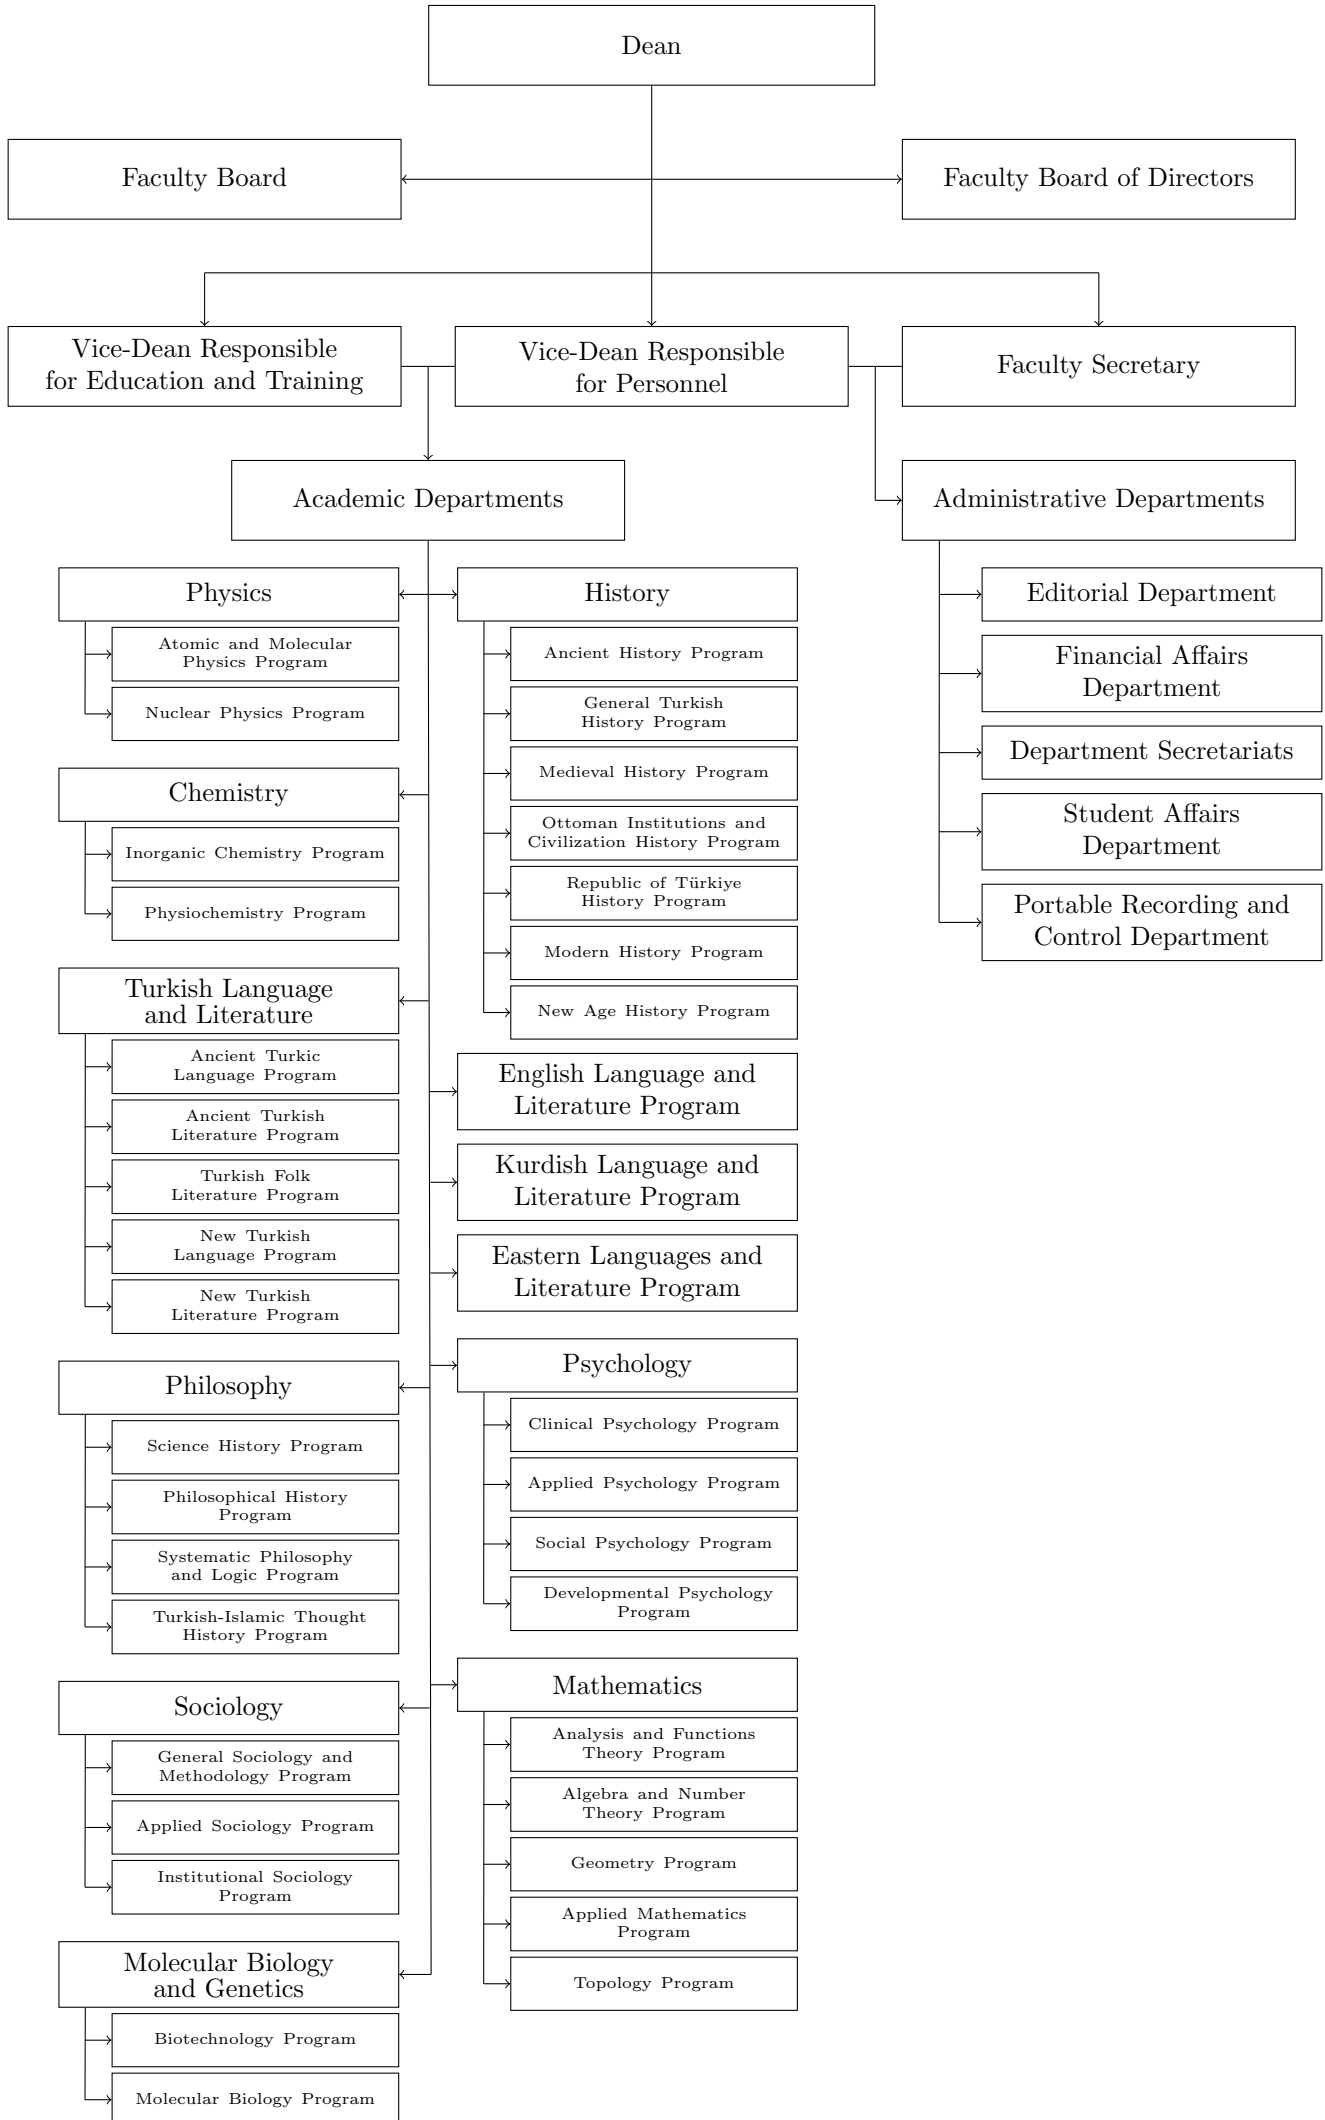 Dean
Faculty Board
Faculty Board of Directors
Vice-Dean Responsible
for Education and Training
Vice-Dean Responsible
for Personnel
Faculty Secretary
Academic Departments
Administrative Departments
Physics
Atomic and Molecular
Physics Program
Nuclear Physics Program
Chemistry
Inorganic Chemistry Program
Physiochemistry Program
Turkish Language
and Literature
Ancient Turkic
Language Program
Ancient Turkish
Literature Program
Turkish Folk
Literature Program
New Turkish
Language Program
New Turkish
Literature Program
Philosophy
Science History Program
Philosophical History
Program
Systematic Philosophy
and Logic Program
Turkish-Islamic Thought
History Program
Sociology
General Sociology and
Methodology Program
Applied Sociology Program
Institutional Sociology
Program
Molecular Biology
and Genetics
Biotechnology Program
Molecular Biology Program
History
Ancient History Program
General Turkish
History Program
Medieval History Program
Ottoman Institutions and
Civilization History Program
Republic of Türkiye
History Program
Modern History Program
New Age History Program
English Language and
Literature Program
Kurdish Language and
Literature Program
Eastern Languages and
Literature Program
Psychology
Clinical Psychology Program
Applied Psychology Program
Social Psychology Program
Developmental Psychology
Program
Mathematics
Analysis and Functions
Theory Program
Algebra and Number
Theory Program
Geometry Program
Applied Mathematics
Program
Topology Program
Editorial Department
Financial Affairs
Department
Department Secretariats
Student Affairs
Department
Portable Recording and
Control Department